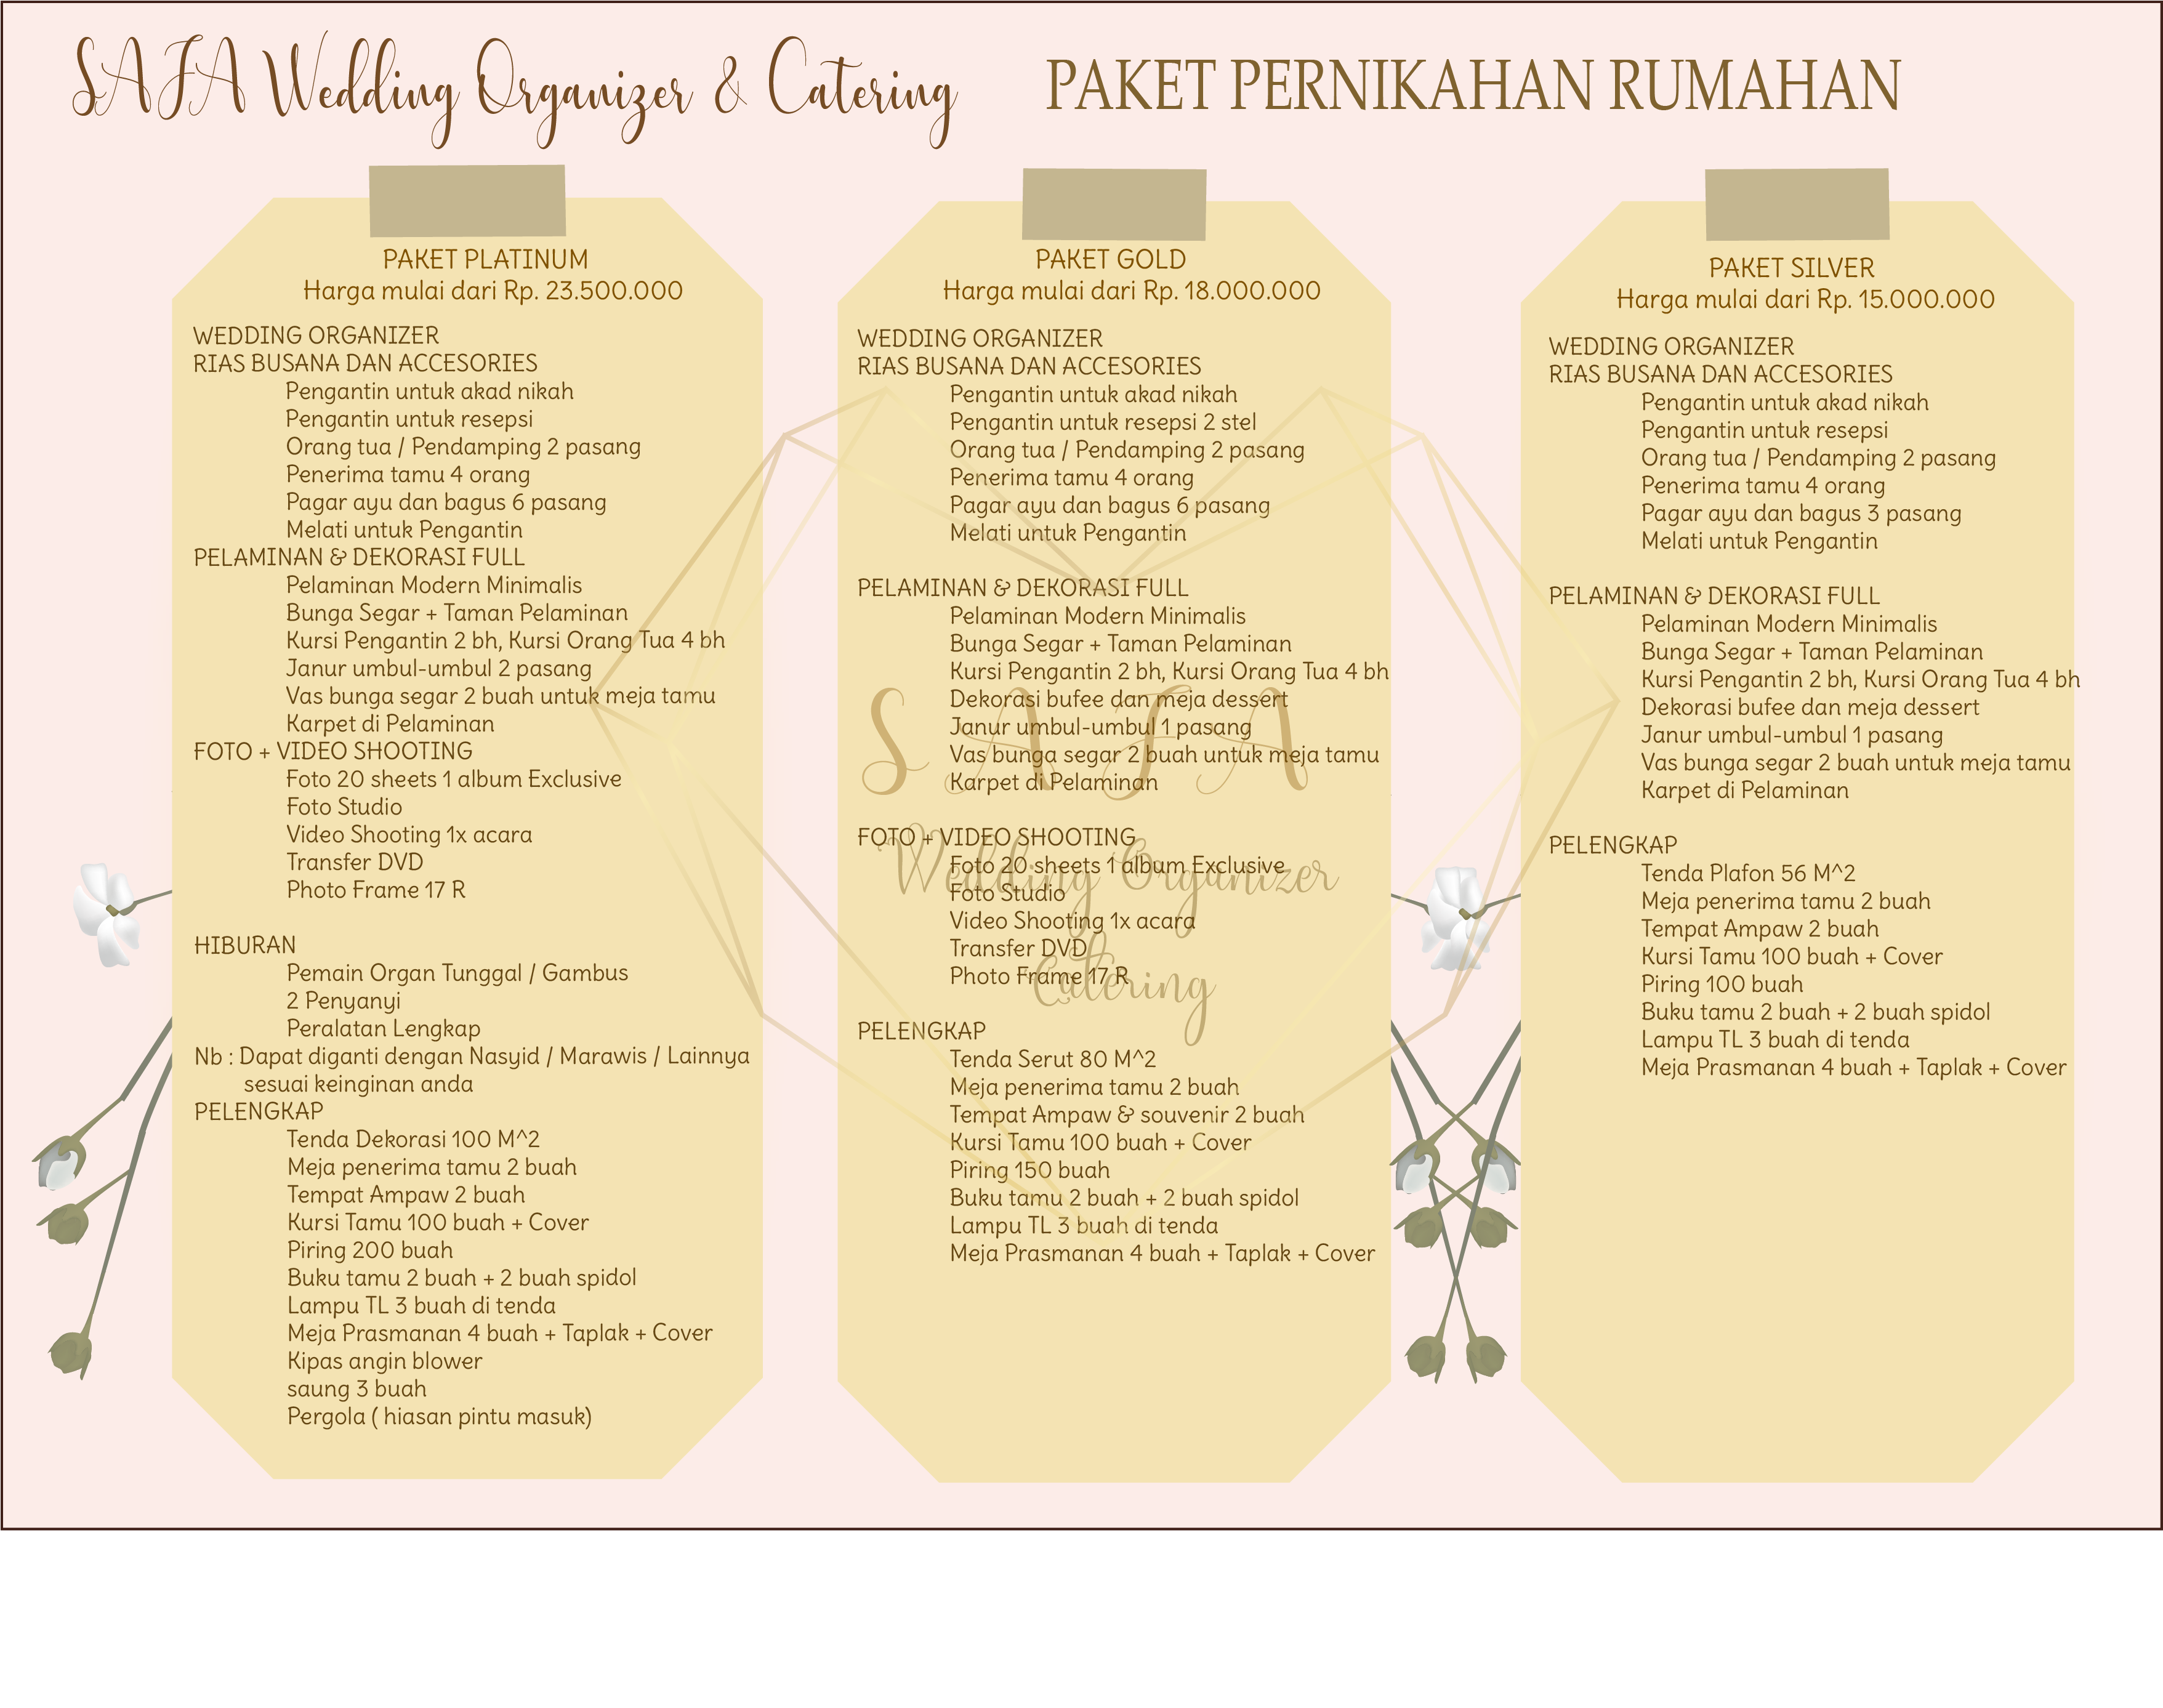 SAFA Wedding Organizer & Catering
PAKET PERNIKAHAN RUMAHAN
PAKET PLATINUM
Harga mulai dari Rp. 23.500.000
WEDDING ORGANIZER
RIAS BUSANA DAN ACCESORIES
Pengantin untuk akad nikah
Pengantin untuk resepsi
Orang tua / Pendamping 2 pasang
Penerima tamu 4 orang
Pagar ayu dan bagus 6 pasang
Melati untuk Pengantin
PELAMINAN & DEKORASI FULL
Pelaminan Modern Minimalis
Bunga Segar + Taman Pelaminan
Kursi Pengantin 2 bh, Kursi Orang Tua 4 bh
Janur umbul-umbul 2 pasang
Vas bunga segar 2 buah untuk meja tamu
Karpet di Pelaminan
FOTO + VIDEO SHOOTING
Foto 20 sheets 1 album Exclusive
Foto Studio
Video Shooting 1x acara
Transfer DVD
Photo Frame 17 R
HIBURAN
Pemain Organ Tunggal / Gambus
2 Penyanyi
Peralatan Lengkap
Nb : Dapat diganti dengan Nasyid / Marawis / Lainnya
sesuai keinginan anda
PELENGKAP
Tenda Dekorasi 100 M^2
Meja penerima tamu 2 buah
Tempat Ampaw 2 buah
Kursi Tamu 100 buah + Cover
Piring 200 buah
Buku tamu 2 buah + 2 buah spidol
Lampu TL 3 buah di tenda
Meja Prasmanan 4 buah + Taplak + Cover
Kipas angin blower
saung 3 buah
Pergola ( hiasan pintu masuk)
PAKET GOLD
Harga mulai dari Rp. 18.000.000
WEDDING ORGANIZER
RIAS BUSANA DAN ACCESORIES
Pengantin untuk akad nikah
Pengantin untuk resepsi 2 stel
Orang tua / Pendamping 2 pasang
Penerima tamu 4 orang
Pagar ayu dan bagus 6 pasang
Melati untuk Pengantin
PELAMINAN & DEKORASI FULL
Pelaminan Modern Minimalis
Bunga Segar + Taman Pelaminan
Kursi Pengantin 2 bh, Kursi Orang Tua 4 bh
Dekorasi bufee dan meja dessert
Janur umbul-umbul 1 pasang
Vas bunga segar 2 buah untuk meja tamu
Karpet di Pelaminan
FOTO + VIDEO SHOOTING
Foto 20 sheets 1 album Exclusive
Foto Studio
Video Shooting 1x acara
Transfer DVD
Photo Frame 17 R
PELENGKAP
Tenda Serut 80 M^2
Meja penerima tamu 2 buah
Tempat Ampaw & souvenir 2 buah
Kursi Tamu 100 buah + Cover
Piring 150 buah
Buku tamu 2 buah + 2 buah spidol
Lampu TL 3 buah di tenda
Meja Prasmanan 4 buah + Taplak + Cover
SAFA
Wedding Organizer
Catering
PAKET SILVER
Harga mulai dari Rp. 15.000.000
WEDDING ORGANIZER
RIAS BUSANA DAN ACCESORIES
Pengantin untuk akad nikah
Pengantin untuk resepsi
Orang tua / Pendamping 2 pasang
Penerima tamu 4 orang
Pagar ayu dan bagus 3 pasang
Melati untuk Pengantin
PELAMINAN & DEKORASI FULL
Pelaminan Modern Minimalis
Bunga Segar + Taman Pelaminan
Kursi Pengantin 2 bh, Kursi Orang Tua 4 bh
Dekorasi bufee dan meja dessert
Janur umbul-umbul 1 pasang
Vas bunga segar 2 buah untuk meja tamu
Karpet di Pelaminan
PELENGKAP
Tenda Plafon 56 M^2
Meja penerima tamu 2 buah
Tempat Ampaw 2 buah
Kursi Tamu 100 buah + Cover
Piring 100 buah
Buku tamu 2 buah + 2 buah spidol
Lampu TL 3 buah di tenda
Meja Prasmanan 4 buah + Taplak + Cover